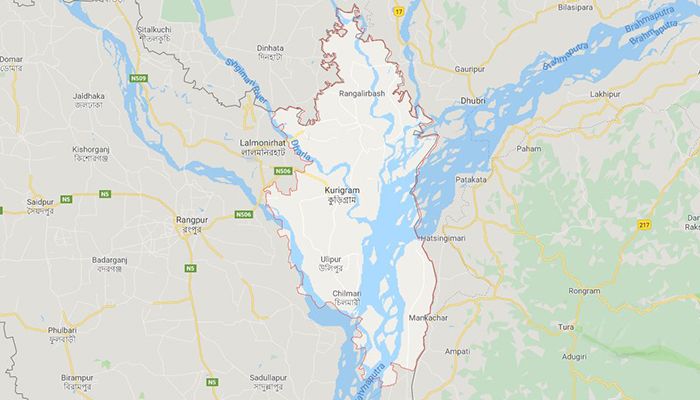 Bilasipara
Brahmaputra
Brahmaputra
Brahmaputra
17
Sitalkuchi
শীতলকুচি
Dinhata
দিনহাটা
Domar
ডোমার
Gauripur
N509
Singimari River
Rangalirbash
Dhubri
Lakhipur
Jaldhaka
জলঢাকা
Lalmonirhat
লালমনিরহাট
Dharla
Paham
Kishorganj
কিশোরগঞ্জ
N506
Patakata
Kurigram
কুড়িগ্রাম
Saidpur
সৈয়দপুর
Rangpur
রংপুর
N506
217
Hatsingimari
Badarganj
বদরগঞ্জ
N5
N5
Ulipur
উলিপুর
Rongram
Chilmari
চিলমারী
Mankachar
Phulbari
ফুলবাড়ী
Tura
Ampati
Adugiri
Birampur
বিরামপুর
N5
Sadullapur
সাদুল্লাপুর